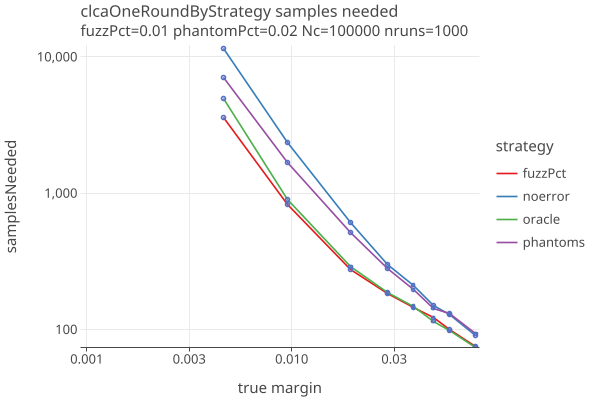 clcaOneRoundByStrategy samples needed
fuzzPct=0.01 phantomPct=0.02 Nc=100000 nruns=1000
10,000
1,000
100
samplesNeeded
0.001
0.003
0.010
0.03
true margin
strategy
fuzzPct
noerror
oracle
phantoms